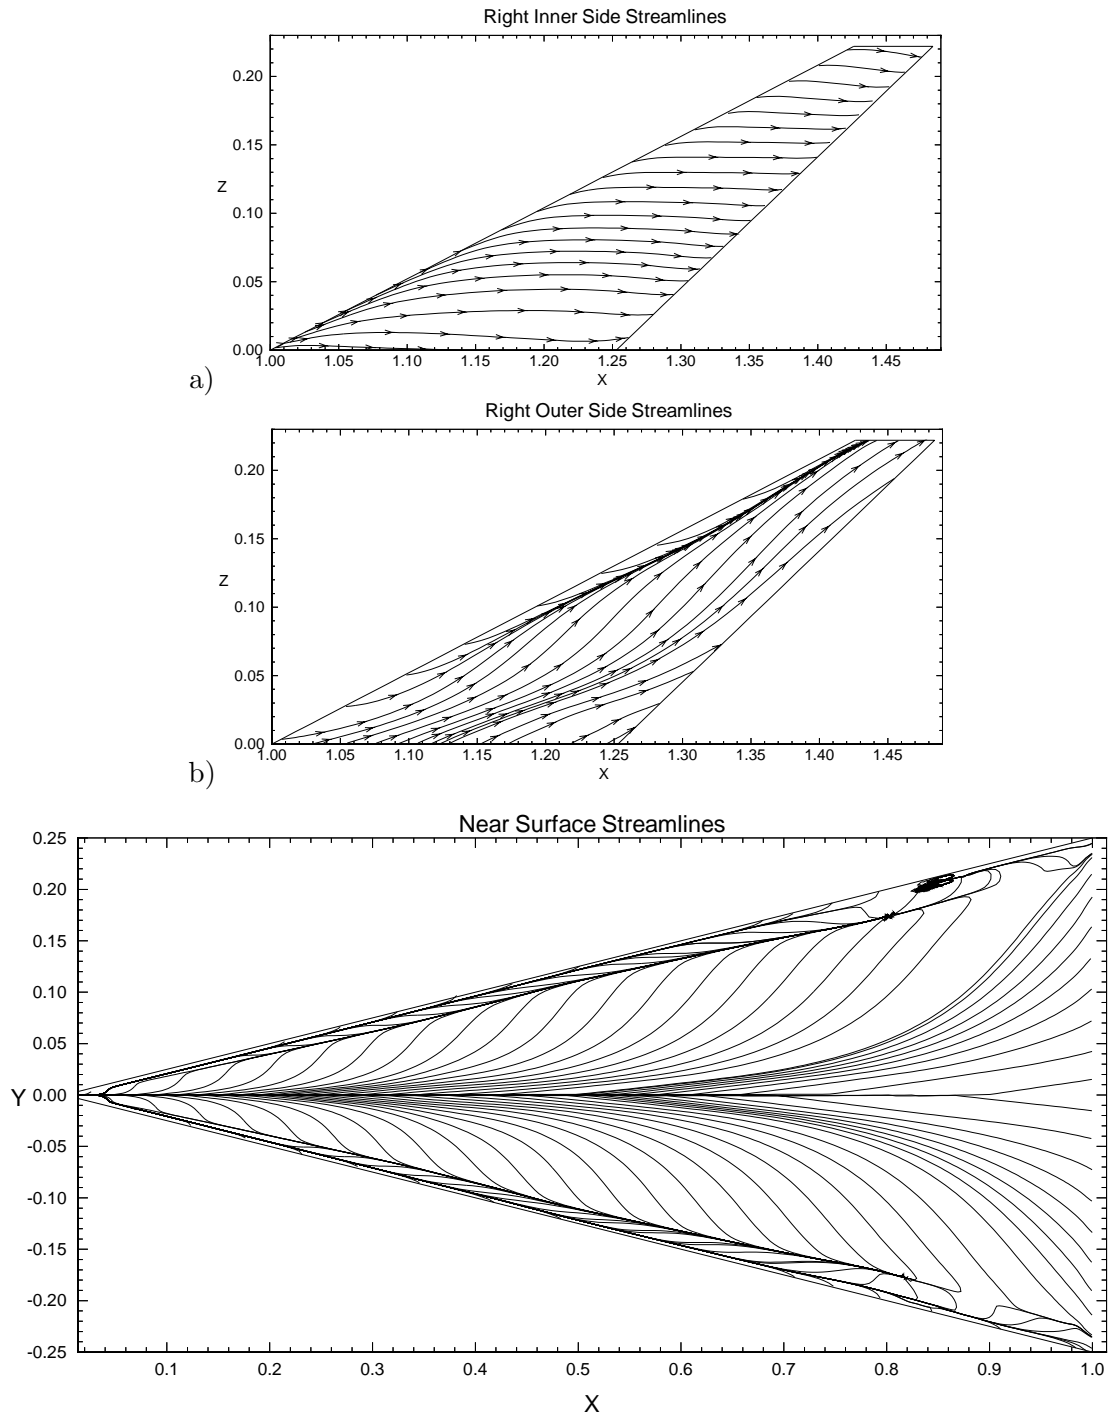 Right Inner Side Streamlines
0.20
0.15
Z
0.10
0.05
0.00
1.00 1.05 1.10 1.15 1.20 1.25 1.30 1.35 1.40 1.45
X
a)
Right Outer Side Streamlines
0.20
0.15
Z
0.10
0.05
0.00
1.00 1.05 1.10 1.15 1.20 1.25 1.30 1.35 1.40 1.45
X
b)
Near Surface Streamlines
0.25
0.20
0.15
0.10
0.05
Y 0.00
-0.05
-0.10
-0.15
-0.20
-0.25
0.1 0.2 0.3 0.4 0.5 0.6 0.7 0.8 0.9 1.0
X